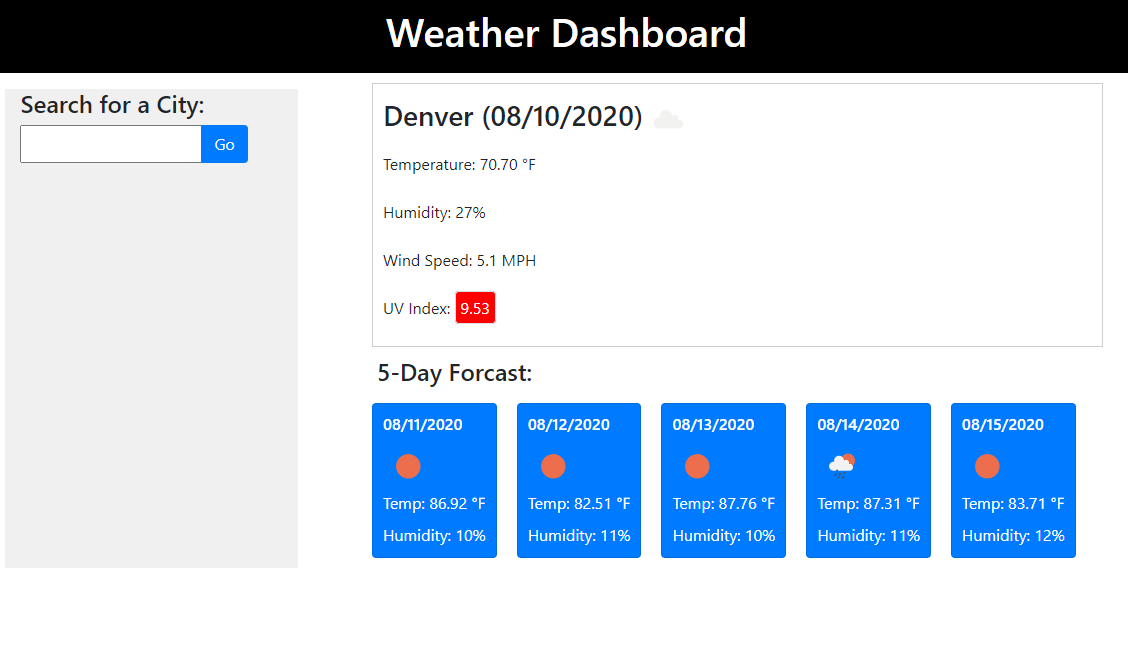 Weather Dashboard
Search for a City:
Go
Denver (08/10/2020)
Temperature: 70.70 °F
Humidity: 27%
Wind Speed: 5.1 MPH
UV Index: 9.53
5-Day Forcast:
08/11/2020
Temp: 86.92 °F
Humidity: 10%
08/12/2020
Temp: 82.51 °F
Humidity: 11%
08/13/2020
Temp: 87.76 °F
Humidity: 10%
08/14/2020
Temp: 87.31 °F
Humidity: 11%
08/15/2020
Temp: 83.71 °F
Humidity: 12%